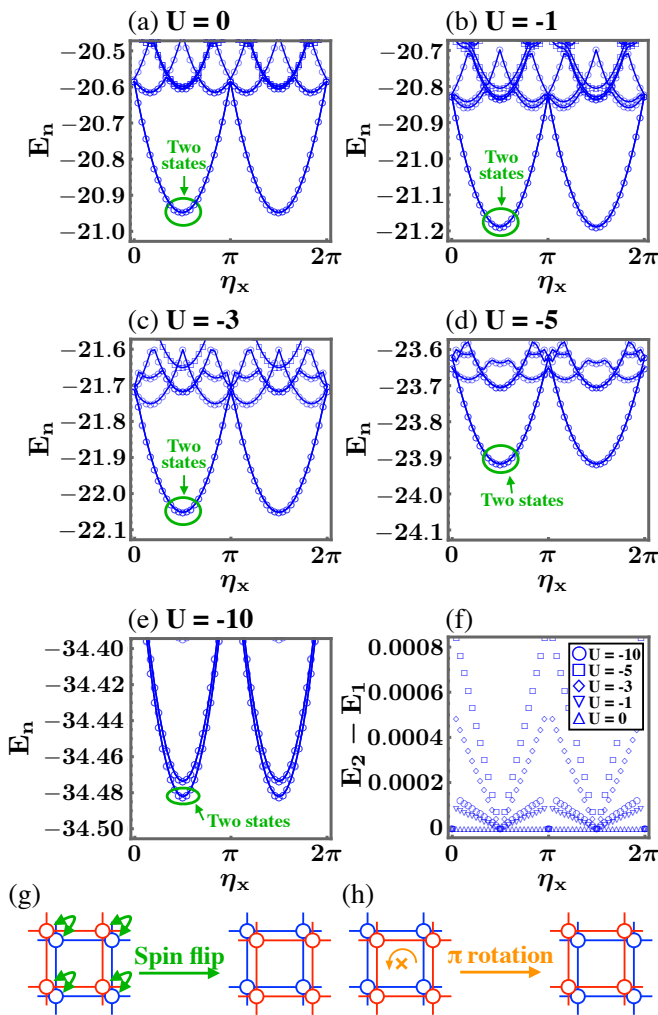 (a) U = 0
−20.5
−20.6
−20.7
−20.8
−20.9
−21.0
E_n
Two
states
0 π 2π
η_x
(b) U = -1
−20.7
−20.8
−20.9
−21.0
−21.1
−21.2
E_n
Two
states
0 π 2π
η_x
(c) U = -3
−21.6
−21.7
−21.8
−21.9
−22.0
−22.1
E_n
Two
states
0 π 2π
η_x
(d) U = -5
−23.6
−23.7
−23.8
−23.9
−24.0
−24.1
E_n
Two states
0 π 2π
η_x
(e) U = -10
−34.40
−34.42
−34.44
−34.46
−34.48
−34.50
E_n
Two states
0 π 2π
η_x
(f)
0.0008
0.0006
0.0004
0.0002
0
E_2 − E_1
U = -10
U = -5
U = -3
U = -1
U = 0
0 π 2π
η_x
(g)
Spin flip
(h)
π rotation